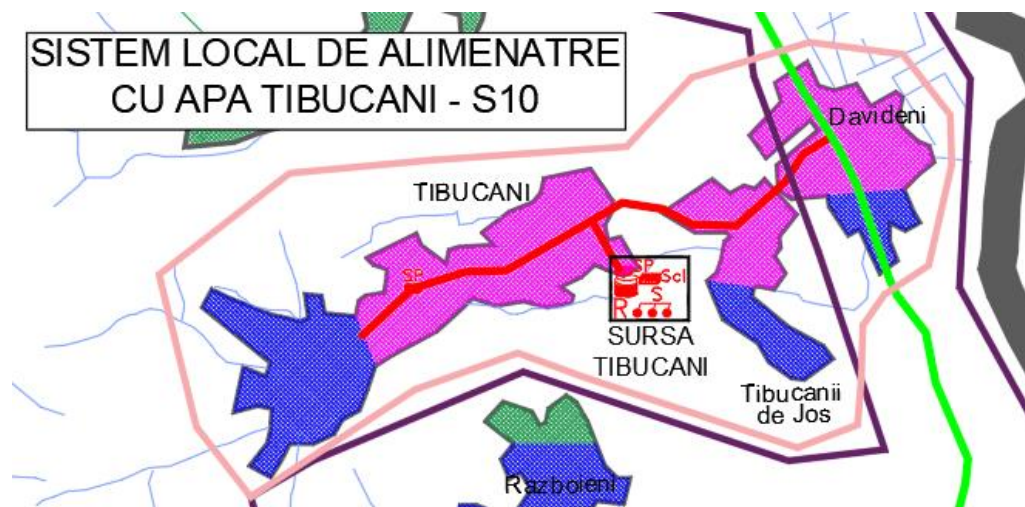 SISTEM LOCAL DE ALIMENATRE
CU APA TIBUCANI - S10
Davideni
TIBUCANI
SP
SP
Scl
R
S
SURSA
TIBUCANI
Tibucanii
de Jos
Razboieni